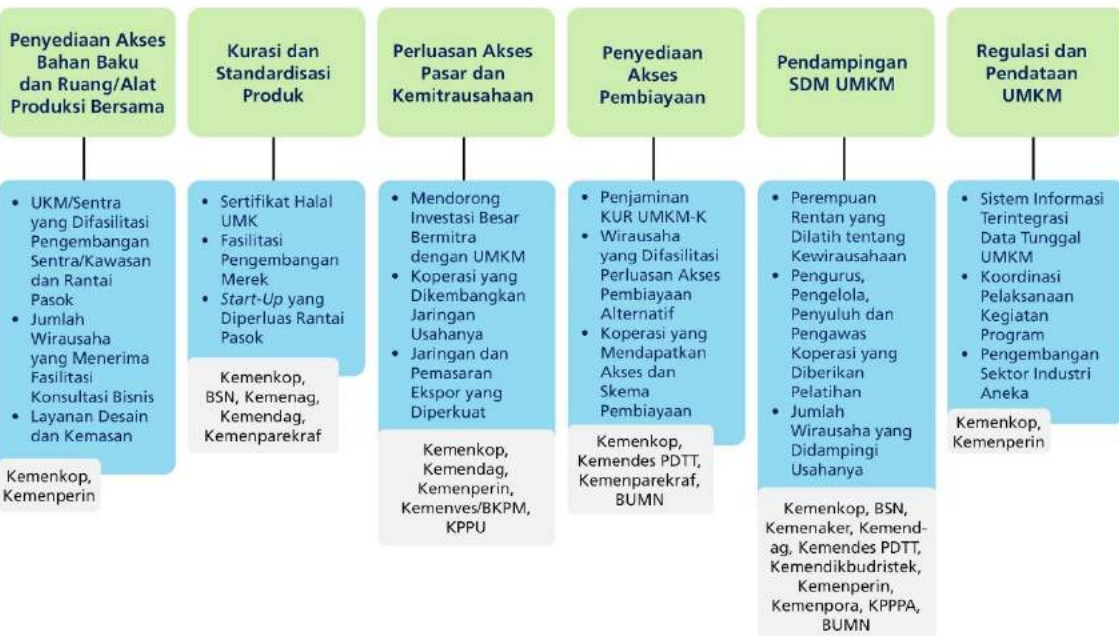 Penyediaan Akses
Bahan Baku
dan Ruang/Alat
Produksi Bersama
UKM/Sentra
yang Difasilitasi
Pengembangan
Sentra/Kawasan
dan Rantai
Pasok
Jumlah
Wirausaha
yang Menerima
Fasilitasi
Konsultasi Bisnis
Layanan Desain
dan Kemasan
Kemenkop,
Kemenperin
Kurasi dan
Standardisasi
Produk
Sertifikat Halal
UMK
Fasilitasi
Pengembangan
Merek
Start-Up yang
Diperluas Rantai
Pasok
Kemenkop,
BSN, Kemenag,
Kemendag,
Kemenparekraf
Perluasan Akses
Pasar dan
Kemitrausahaan
Mendorong
Investasi Besar
Bermitra
dengan UMKM
Koperasi yang
Dikembangkan
Jaringan
Usahanya
Jaringan dan
Pemasaran
Ekspor yang
Diperkuat
Kemenkop,
Kemendag,
Kemenperin,
Kemenves/BKPM,
KPPU
Penyediaan
Akses
Pembiayaan
Penjaminan
KUR UMKM-K
Wirausaha
yang Difasilitasi
Perluasan Akses
Pembiayaan
Alternatif
Koperasi yang
Mendapatkan
Akses dan
Skema
Pembiayaan
Kemenkop,
Kemendes PDTT,
Kemenparekraf,
BUMN
Pendampingan
SDM UMKM
Perempuan
Rentan yang
Dilatih tentang
Kewirausahaan
Pengurus,
Pengelola,
Penyuluh dan
Pengawas
Koperasi yang
Diberikan
Pelatihan
Jumlah
Wirausaha yang
Didampingi
Usahanya
Kemenkop, BSN,
Kemenaker, Kemend-
ag, Kemendes PDTT,
Kemendikbudristek,
Kemenperin,
Kemenpora, KPPPA,
BUMN
Regulasi dan
Pendataan
UMKM
Sistem Informasi
Terintegrasi
Data Tunggal
UMKM
Koordinasi
Pelaksanaan
Kegiatan
Program
Pengembangan
Sektor Industri
Aneka
Kemenkop,
Kemenperin